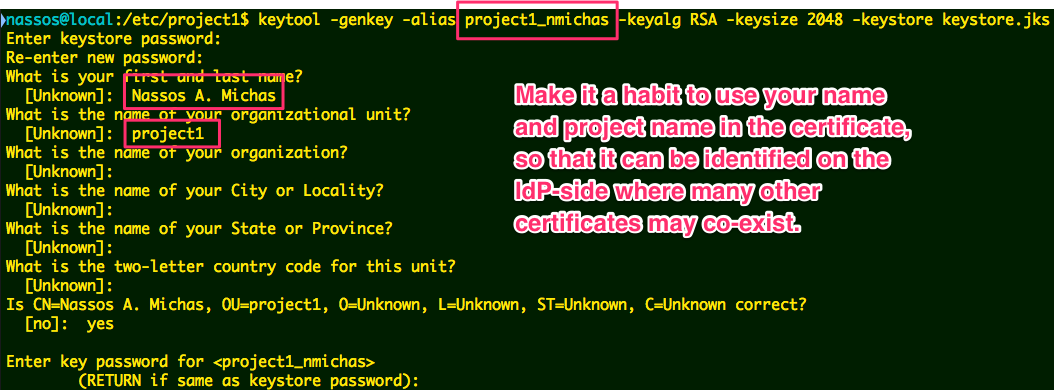 nassos@local:/etc/project1$ keytool -genkey -alias project1_nmichas -keyalg RSA -keysize 2048 -keystore keystore.jks
Enter keystore password:
Re-enter new password:
What is your first and last name?
[Unknown]: Nassos A. Michas
What is the name of your organizational unit?
[Unknown]: project1
What is the name of your organization?
[Unknown]:
What is the name of your City or Locality?
[Unknown]:
What is the name of your State or Province?
[Unknown]:
What is the two-letter country code for this unit?
[Unknown]:
Is CN=Nassos A. Michas, OU=project1, O=Unknown, L=Unknown, ST=Unknown, C=Unknown correct?
[no]: yes
Enter key password for <project1_nmichas>
(RETURN if same as keystore password):
Make it a habit to use your name
and project name in the certificate,
so that it can be identified on the
IdP-side where many other
certificates may co-exist.